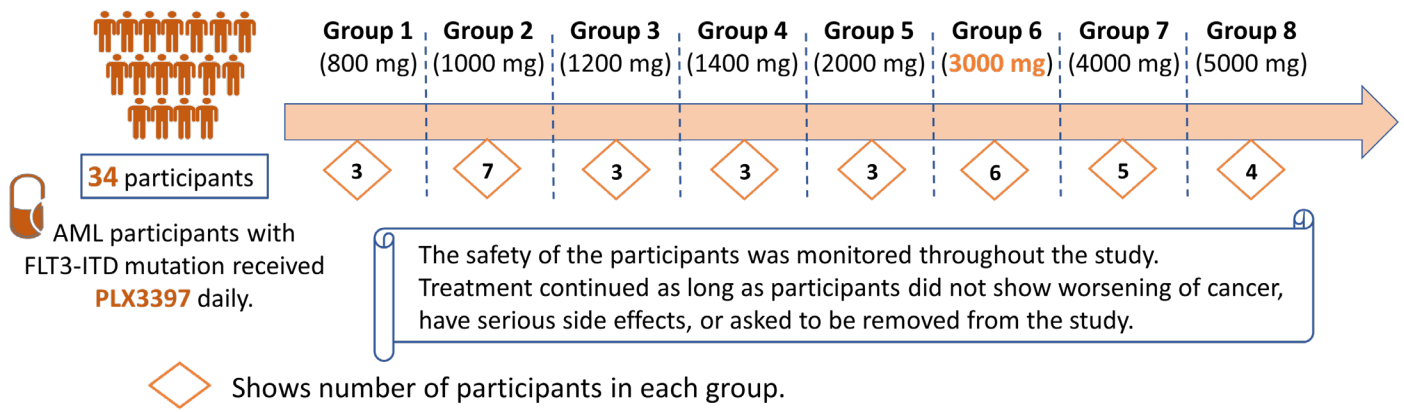 Group 1 Group 2 Group 3 Group 4 Group 5 Group 6 Group 7 Group 8
(800 mg) (1000 mg) (1200 mg) (1400 mg) (2000 mg) (3000 mg) (4000 mg) (5000 mg)
3 7 3 3 3 6 5 4
34 participants
AML participants with
FLT3-ITD mutation received
PLX3397 daily.
The safety of the participants was monitored throughout the study.
Treatment continued as long as participants did not show worsening of cancer,
have serious side effects, or asked to be removed from the study.
Shows number of participants in each group.